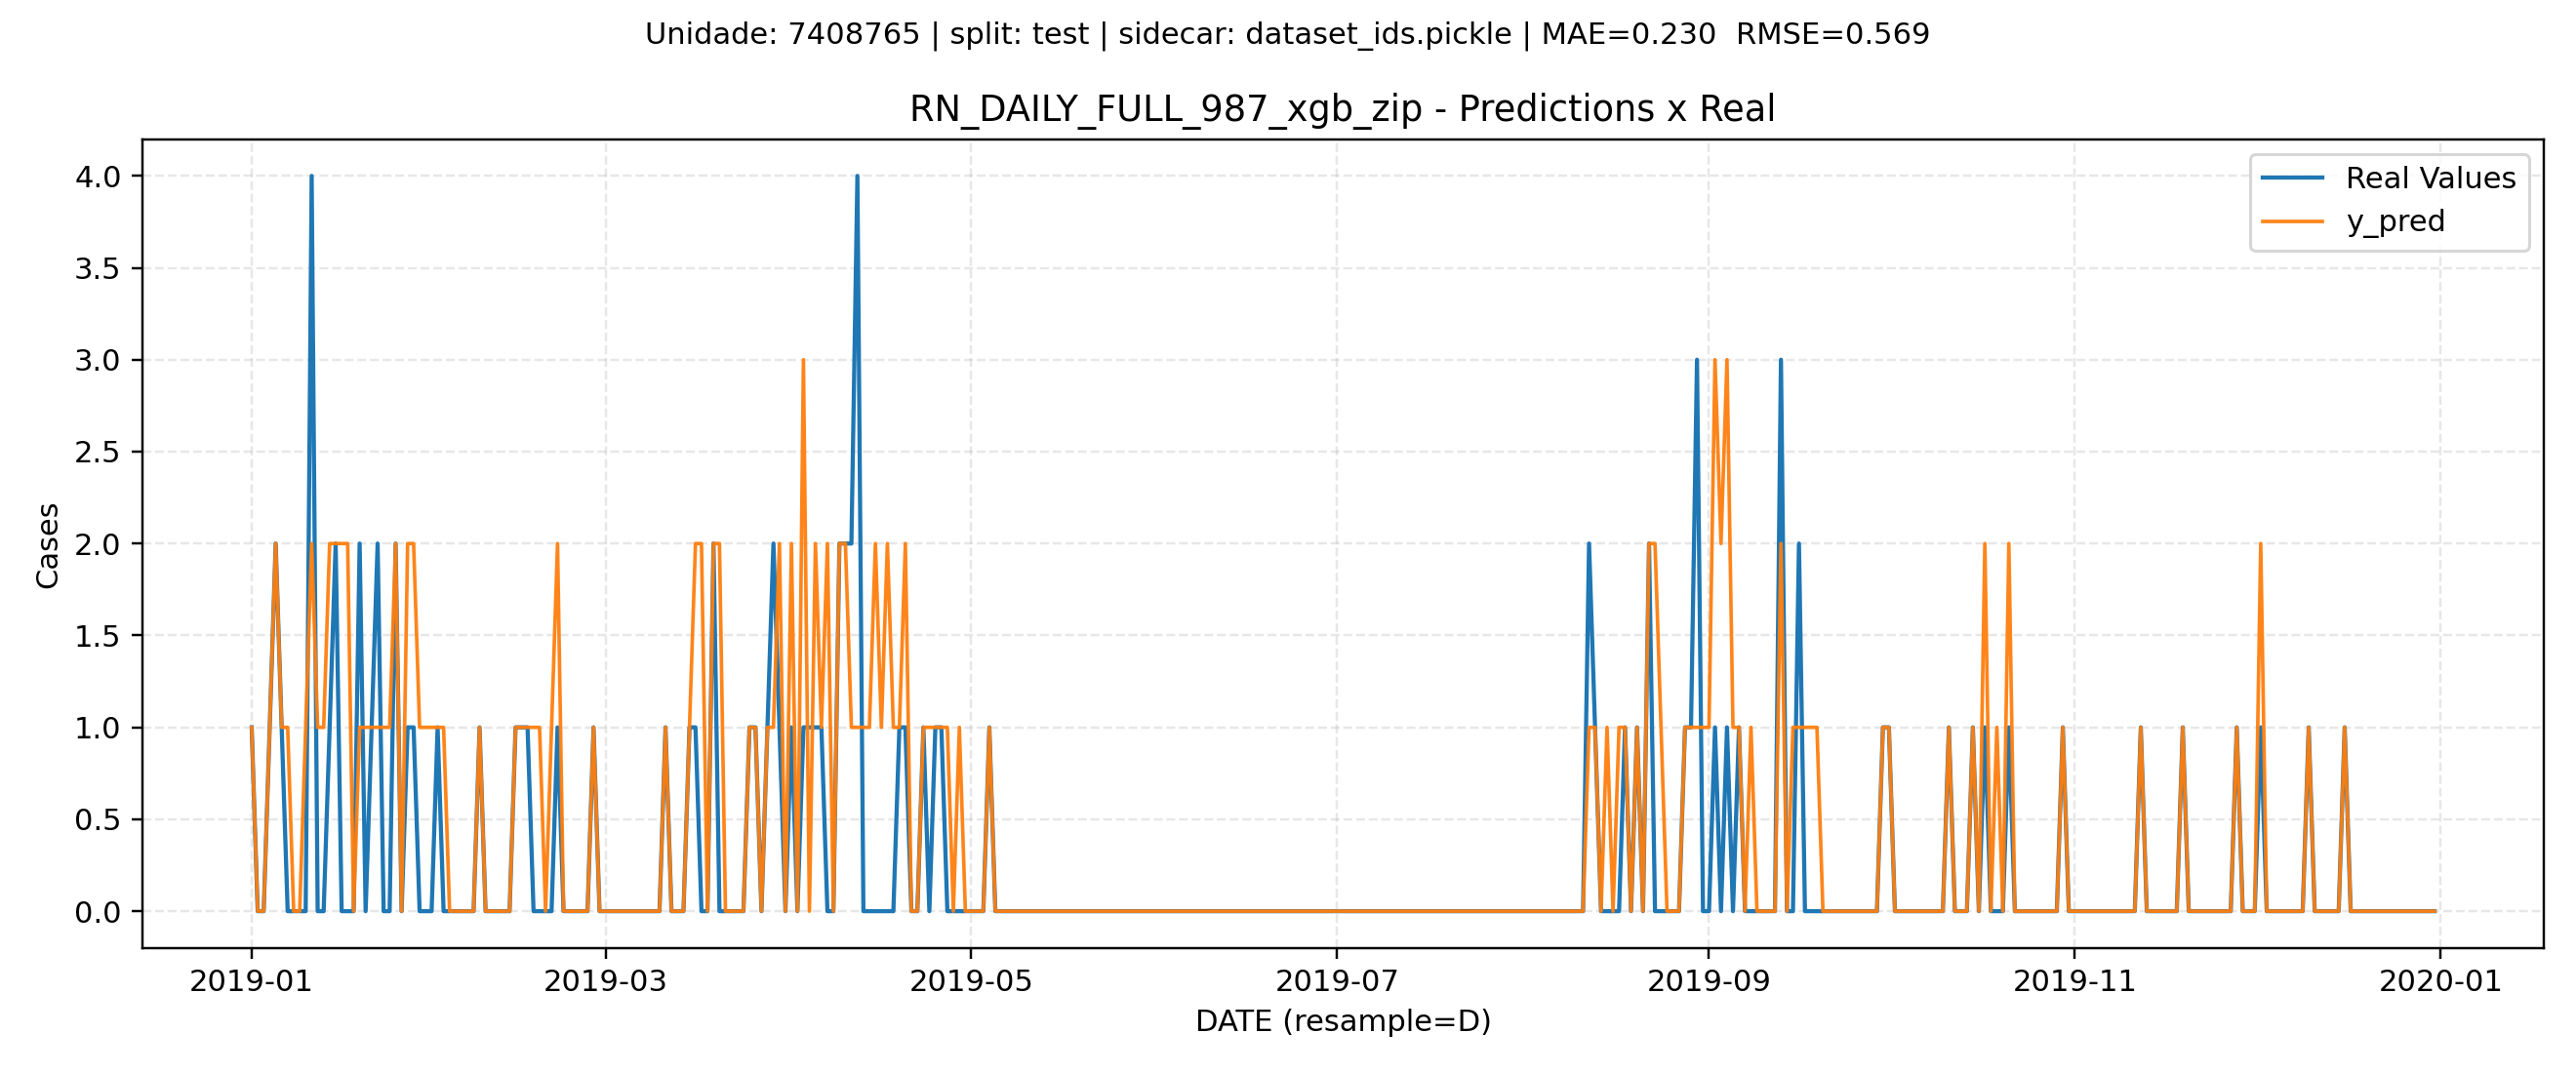 Unidade: 7408765 | split: test | sidecar: dataset_ids.pickle | MAE=0.230  RMSE=0.569
RN_DAILY_FULL_987_xgb_zip - Predictions x Real
Real Values
y_pred
Cases
4.0
3.5
3.0
2.5
2.0
1.5
1.0
0.5
0.0
2019-01
2019-03
2019-05
2019-07
2019-09
2019-11
2020-01
DATE (resample=D)